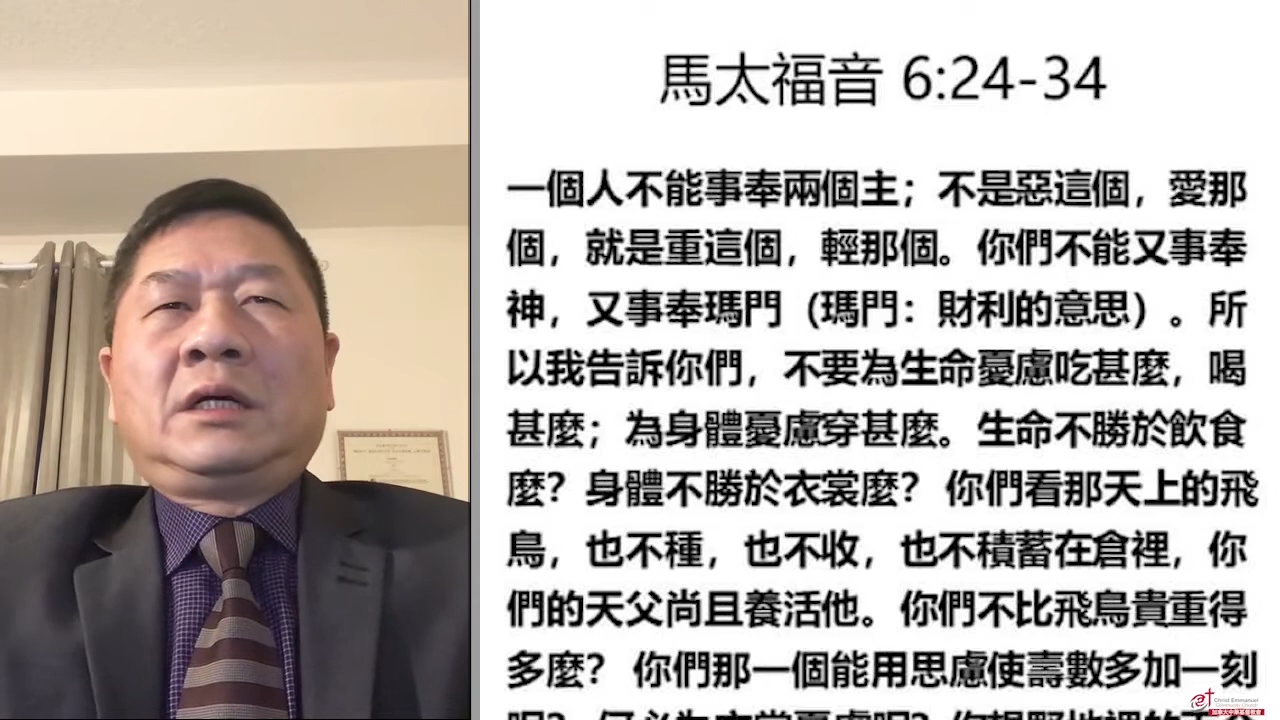 馬太福音 6:24-34
一個人不能事奉兩個主；不是惡這個，愛那
個，就是重這個，輕那個。你們不能又事奉
神，又事奉瑪門（瑪門：財利的意思）。所
以我告訴你們，不要為生命憂慮吃甚麼，喝
甚麼；為身體憂慮穿甚麼。生命不勝於飲食
麼？身體不勝於衣裳麼？ 你們看那天上的飛
鳥，也不種，也不收，也不積蓄在倉裡，你
們的天父尚且養活他。你們不比飛鳥貴重得
多麼？ 你們那一個能用思慮使壽數多加一刻
Christ Emmanuel
Community Church